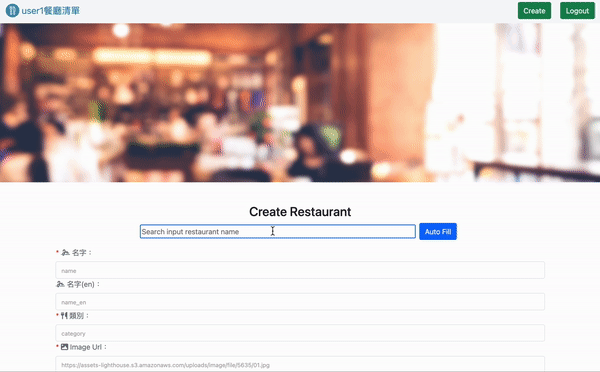 user1餐廳清單
Create
Logout
Create Restaurant
Search input restaurant name
Auto Fill
* 名字：
name
名字(en)：
name_en
* 類別：
category
* Image Url：
https://assets-lighthouse.s3.amazonaws.com/uploads/image/file/5635/01.jpg